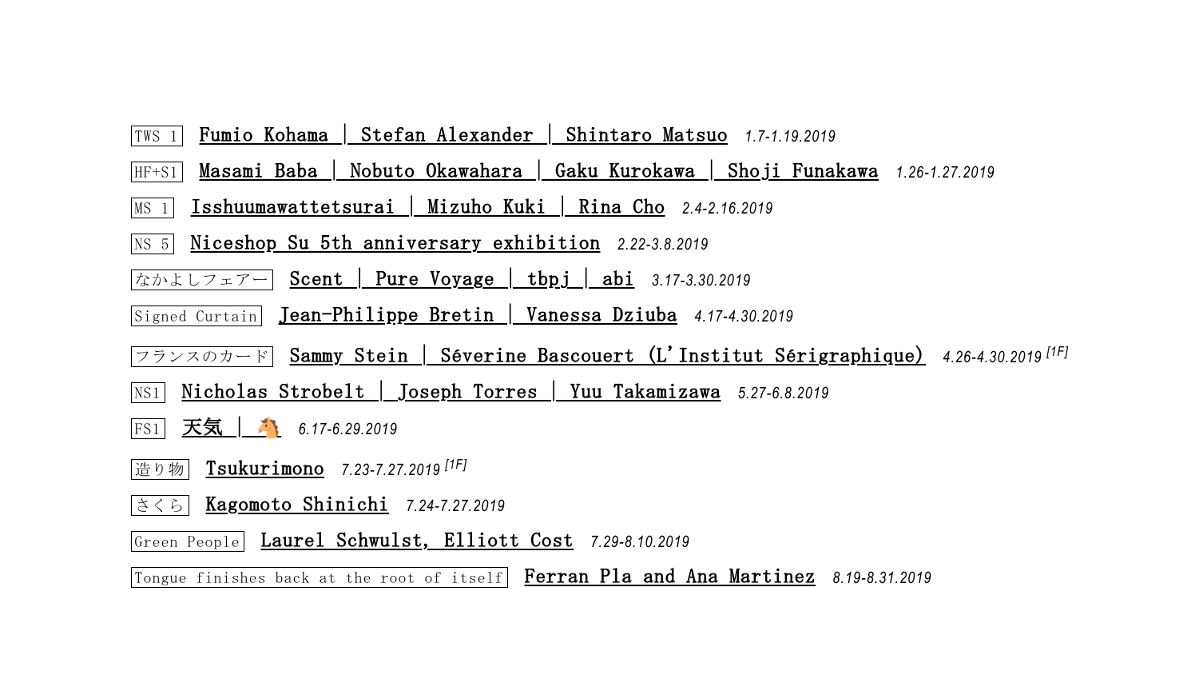 TWS 1 Fumio Kohama | Stefan Alexander | Shintaro Matsuo 1.7-1.19.2019
HF+S1 Masami Baba | Nobuto Okawahara | Gaku Kurokawa | Shoji Funakawa 1.26-1.27.2019
MS 1 Isshuumawattetsurai | Mizuho Kuki | Rina Cho 2.4-2.16.2019
NS 5 Niceshop Su 5th anniversary exhibition 2.22-3.8.2019
なかよしフェアー Scent | Pure Voyage | tbpj | abi 3.17-3.30.2019
Signed Curtain Jean-Philippe Bretin | Vanessa Dziuba 4.17-4.30.2019
フランスのカード Sammy Stein | Séverine Bascouert (L'Institut Sérigraphique) 4.26-4.30.2019 [1F]
NS1 Nicholas Strobelt | Joseph Torres | Yuu Takamizawa 5.27-6.8.2019
FS1 天気 | 🐴 6.17-6.29.2019
造り物 Tsukurimono 7.23-7.27.2019 [1F]
さくら Kagomoto Shinichi 7.24-7.27.2019
Green People Laurel Schwulst, Elliott Cost 7.29-8.10.2019
Tongue finishes back at the root of itself Ferran Pla and Ana Martinez 8.19-8.31.2019